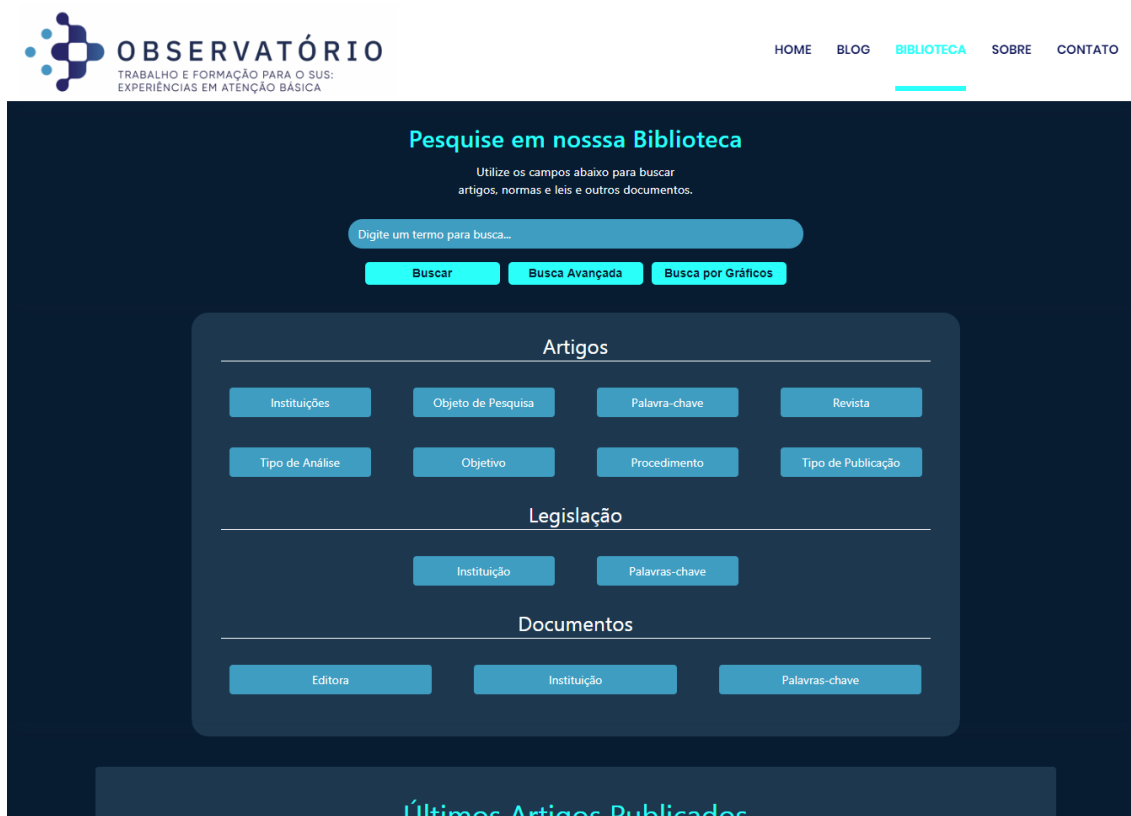 OBSERVATÓRIO
TRABALHO E FORMAÇÃO PARA O SUS:
EXPERIÊNCIAS EM ATENÇÃO BÁSICA
HOME BLOG BIBLIOTECA SOBRE CONTATO
Pesquise em nosssa Biblioteca
Utilize os campos abaixo para buscar
artigos, normas e leis e outros documentos.
Digite um termo para busca...
Buscar Busca Avançada Busca por Gráficos
Artigos
Instituições Objeto de Pesquisa Palavra-chave Revista
Tipo de Análise Objetivo Procedimento Tipo de Publicação
Legislação
Instituição Palavras-chave
Documentos
Editora Instituição Palavras-chave
Últimos Artigos Publicados